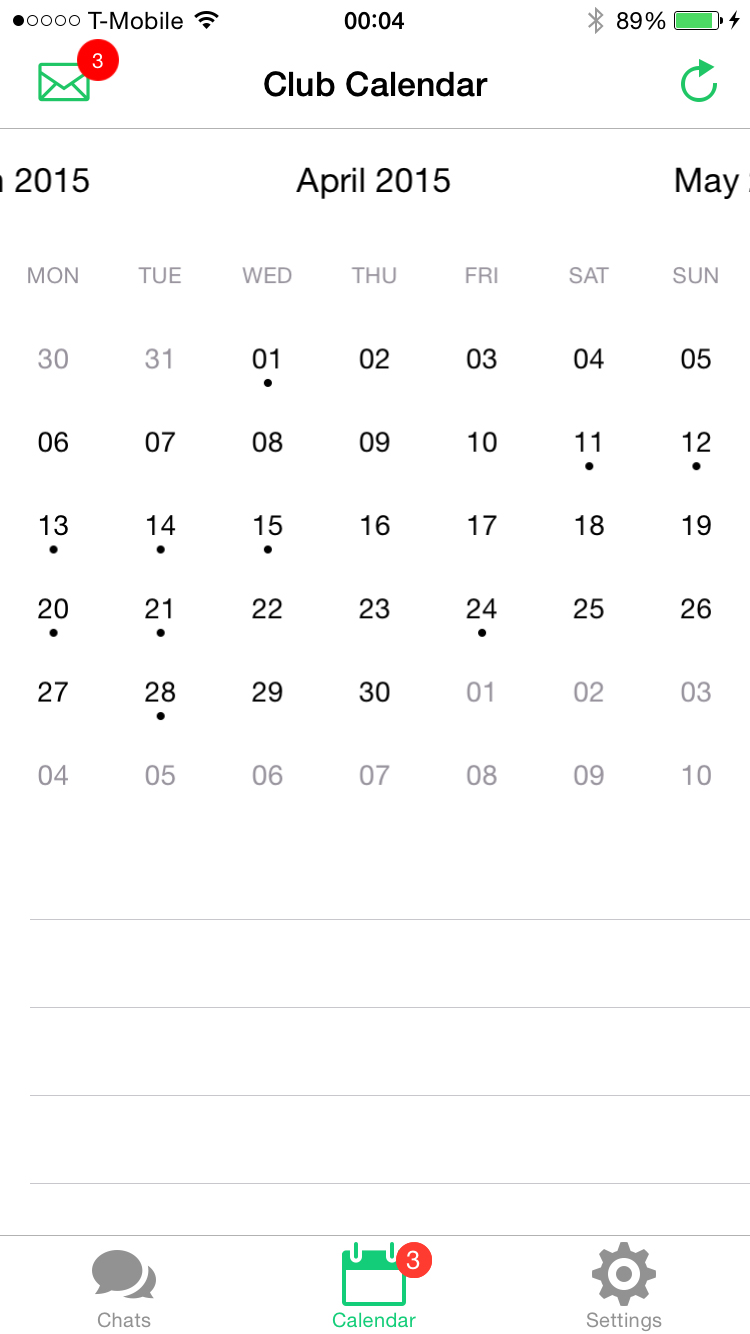 T-Mobile 00:04 89%
3
Club Calendar
2015 April 2015 May
MON TUE WED THU FRI SAT SUN
30 31 01 02 03 04 05
06 07 08 09 10 11 12
13 14 15 16 17 18 19
20 21 22 23 24 25 26
27 28 29 30 01 02 03
04 05 06 07 08 09 10
3
Chats Calendar Settings